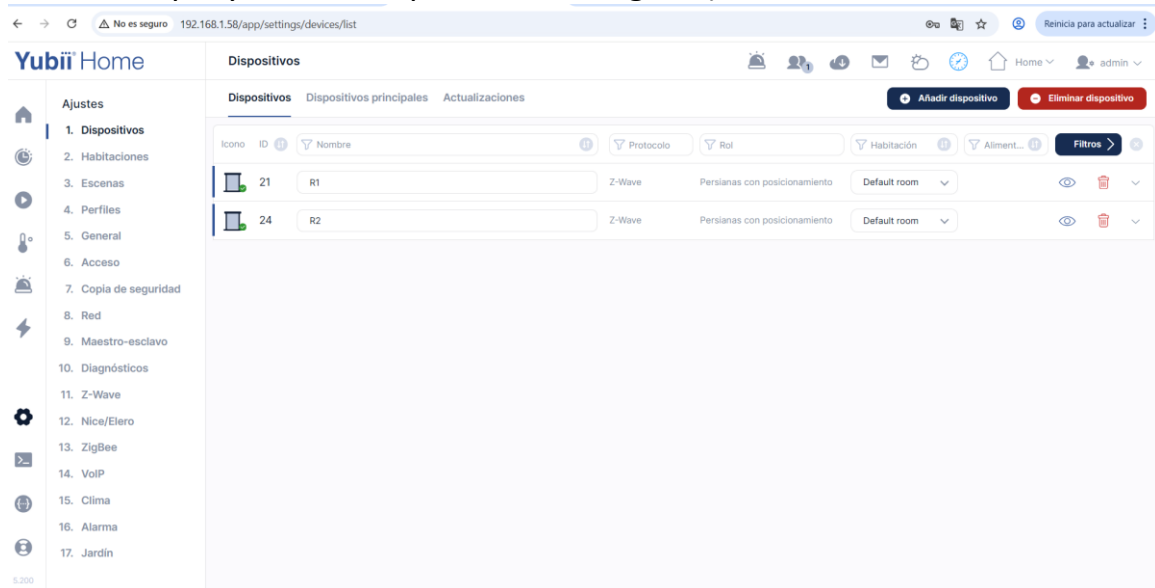 No es seguro 192.168.1.58/app/settings/devices/list Reinicia para actualizar
Yubii Home Dispositivos 1 Home admin
Ajustes Dispositivos Dispositivos principales Actualizaciones Añadir dispositivo Eliminar dispositivo
1. Dispositivos
Icono ID Nombre Protocolo Rol Habitación Aliment... Filtros
2. Habitaciones
3. Escenas
21 R1 Z-Wave Persianas con posicionamiento Default room
4. Perfiles
24 R2 Z-Wave Persianas con posicionamiento Default room
5. General
6. Acceso
7. Copia de seguridad
8. Red
9. Maestro-esclavo
10. Diagnósticos
11. Z-Wave
12. Nice/Elero
13. ZigBee
14. VoIP
15. Clima
16. Alarma
17. Jardín
5.200